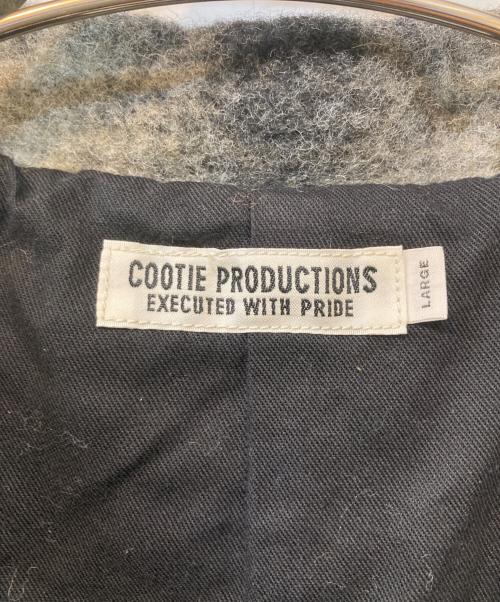 COOTIE PRODUCTIONS
EXECUTED WITH PRIDE
LARGE